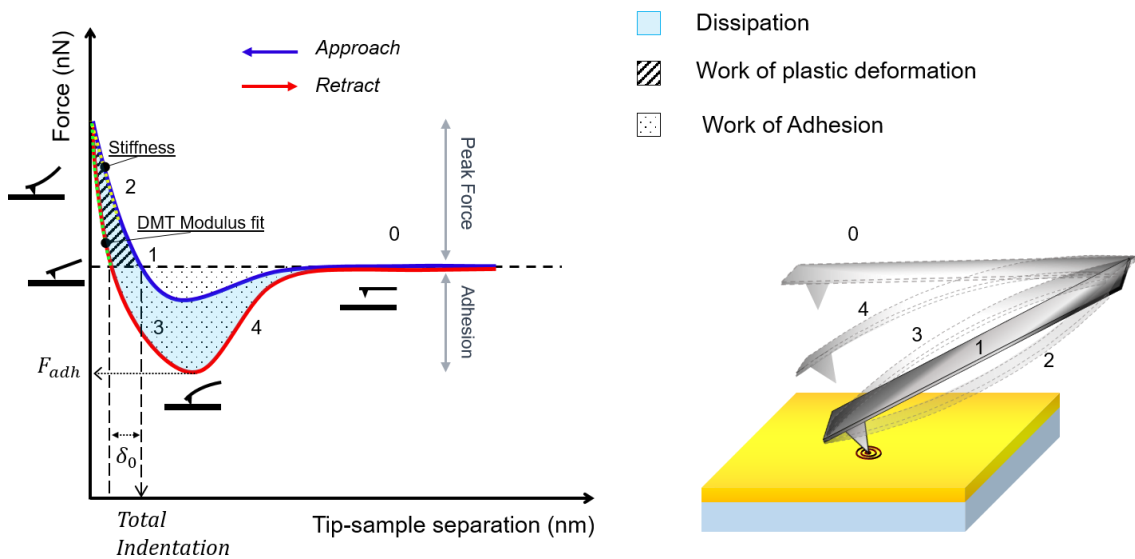 Force (nN)
Approach
Retract
Stiffness
2
DMT Modulus fit
1
0
Peak Force
Adhesion
3
4
F_adh
δ_0
Total
Indentation
Tip-sample separation (nm)
Dissipation
Work of plastic deformation
Work of Adhesion
0
4
3
1
2